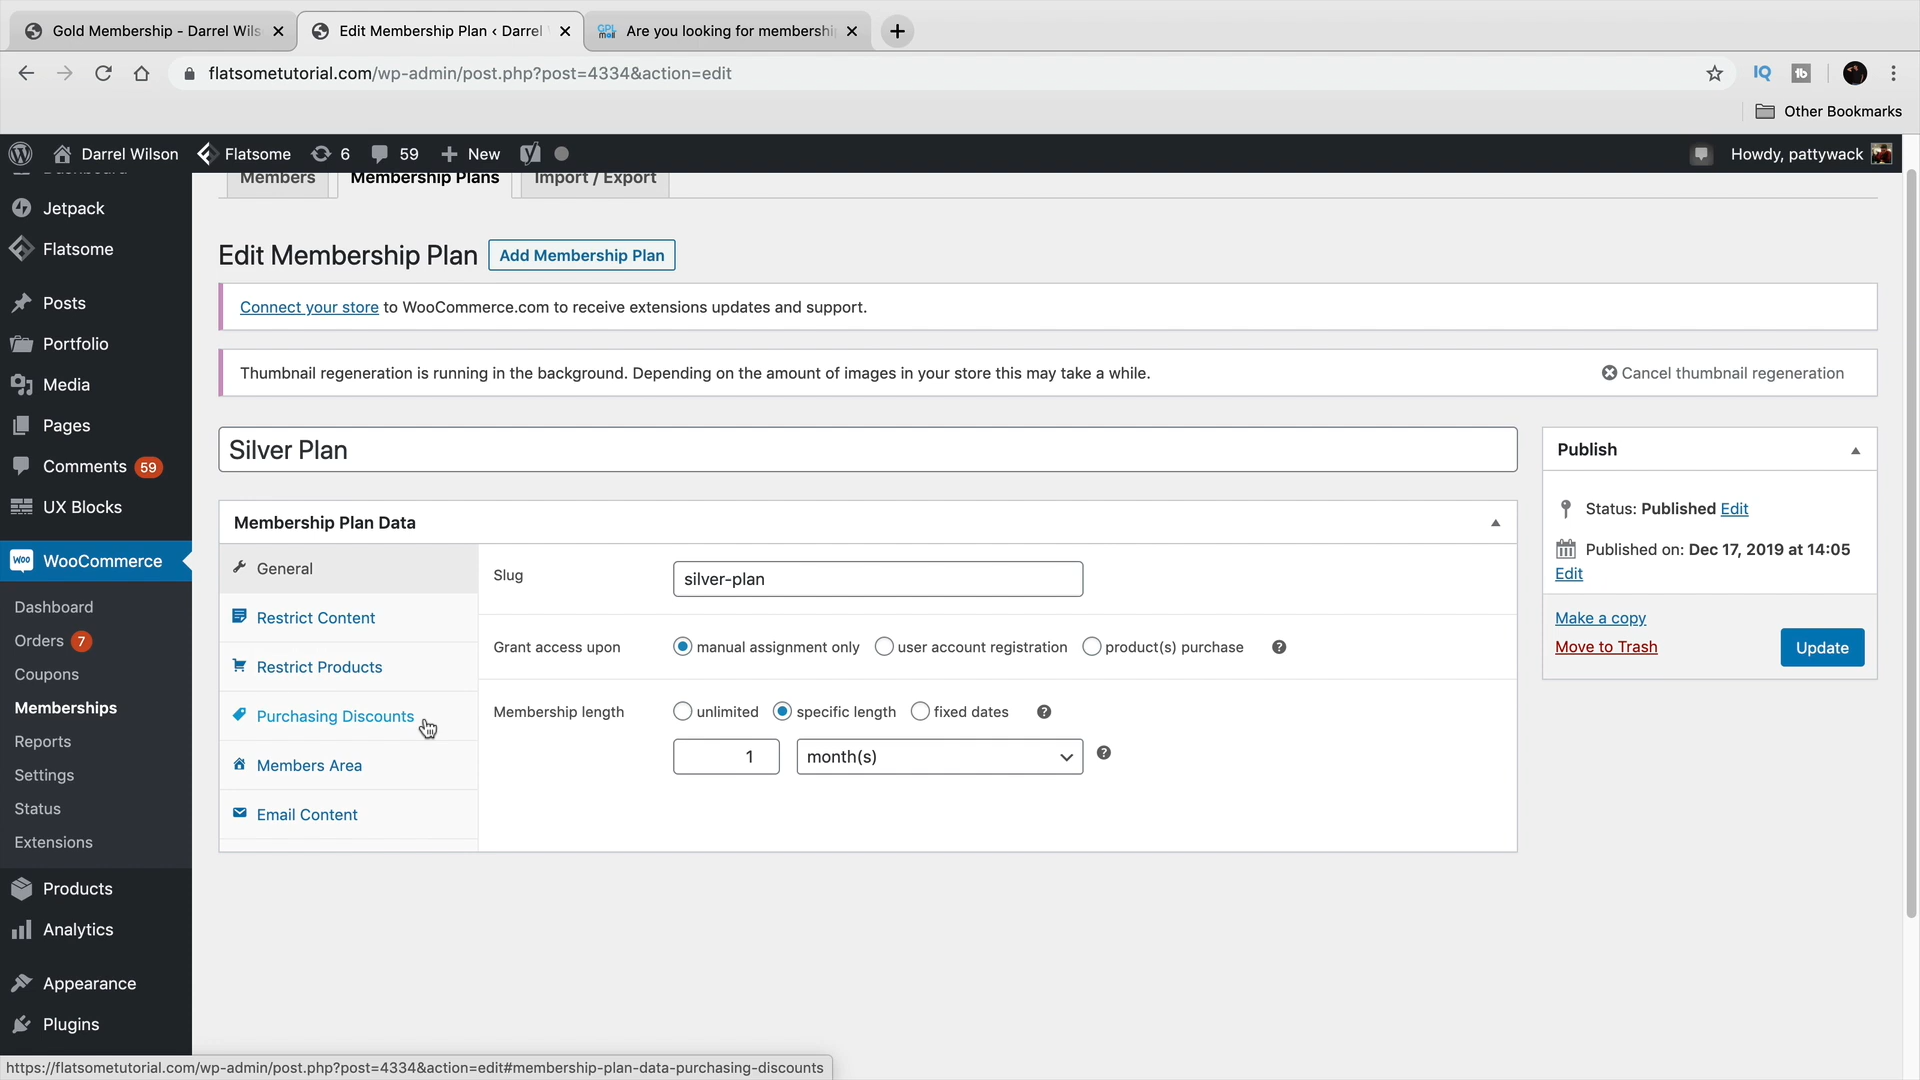 Gold Membership - Darrel Wils
Edit Membership Plan ‹ Darrel
GPL mall
Are you looking for membershi
flatsometutorial.com/wp-admin/post.php?post=4334&action=edit
IQ
tb
Other Bookmarks
Darrel Wilson
Flatsome
6
59
New
Howdy, pattywack
Dashboard
Jetpack
Flatsome
Posts
Portfolio
Media
Pages
Comments 59
UX Blocks
Woo WooCommerce
Dashboard
Orders 7
Coupons
Memberships
Reports
Settings
Status
Extensions
Products
Analytics
Appearance
Plugins
Members
Membership Plans
Import / Export
Edit Membership Plan
Add Membership Plan
Connect your store to WooCommerce.com to receive extensions updates and support.
Thumbnail regeneration is running in the background. Depending on the amount of images in your store this may take a while.
Cancel thumbnail regeneration
Silver Plan
Membership Plan Data
General
Restrict Content
Restrict Products
Purchasing Discounts
Members Area
Email Content
Slug
silver-plan
Grant access upon
manual assignment only
user account registration
product(s) purchase
?
Membership length
unlimited
specific length
fixed dates
?
1
month(s)
?
Publish
Status: Published Edit
Published on: Dec 17, 2019 at 14:05
Edit
Make a copy
Move to Trash
Update
https://flatsometutorial.com/wp-admin/post.php?post=4334&action=edit#membership-plan-data-purchasing-discounts